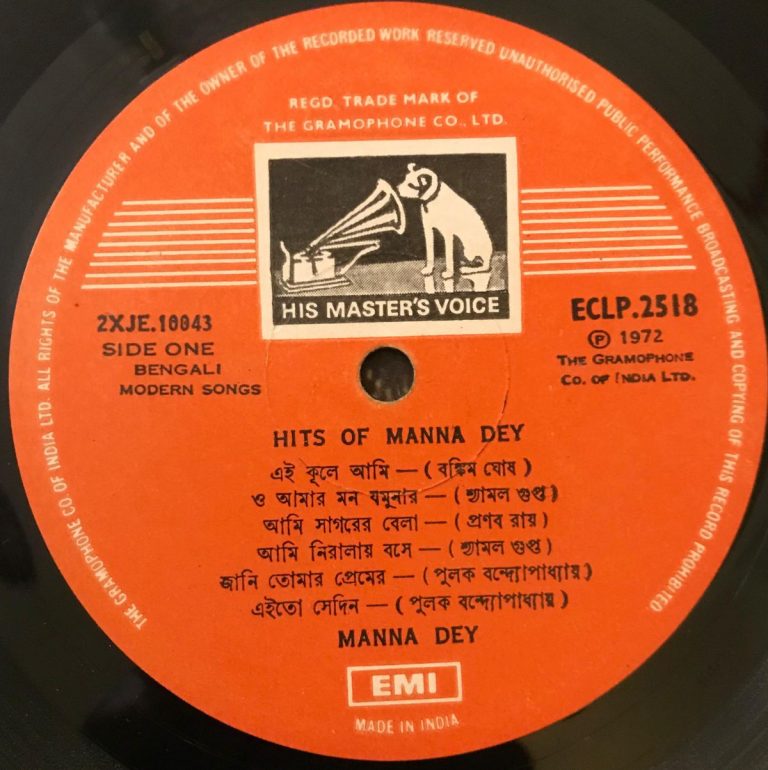 THE GRAMOPHONE CO. OF INDIA LTD. ALL RIGHTS OF THE MANUFACTURER AND OF THE OWNER OF THE RECORDED WORK RESERVED UNAUTHORISED PUBLIC PERFORMANCE BROADCASTING AND COPYING OF THIS RECORD PROHIBITED.
REGD. TRADE MARK OF
THE GRAMOPHONE CO., LTD.
HIS MASTER'S VOICE
2XJE.10043
SIDE ONE
BENGALI
MODERN SONGS
ECLP.2518
Ⓟ 1972
THE GRAMOPHONE
CO. OF INDIA LTD.
HITS OF MANNA DEY
এই কূলে আমি — (বঙ্কিম ঘোষ)
ও আমার মন যমুনার — (শ্যামল গুপ্ত)
আমি সাগরের বেলা — (প্রণব রায়)
আমি নিরালায় বসে — (শ্যামল গুপ্ত)
জানি তোমার প্রেমের — (পুলক বন্দ্যোপাধ্যায়)
এইতো সেদিন — (পুলক বন্দ্যোপাধ্যায়)
MANNA DEY
EMI
MADE IN INDIA